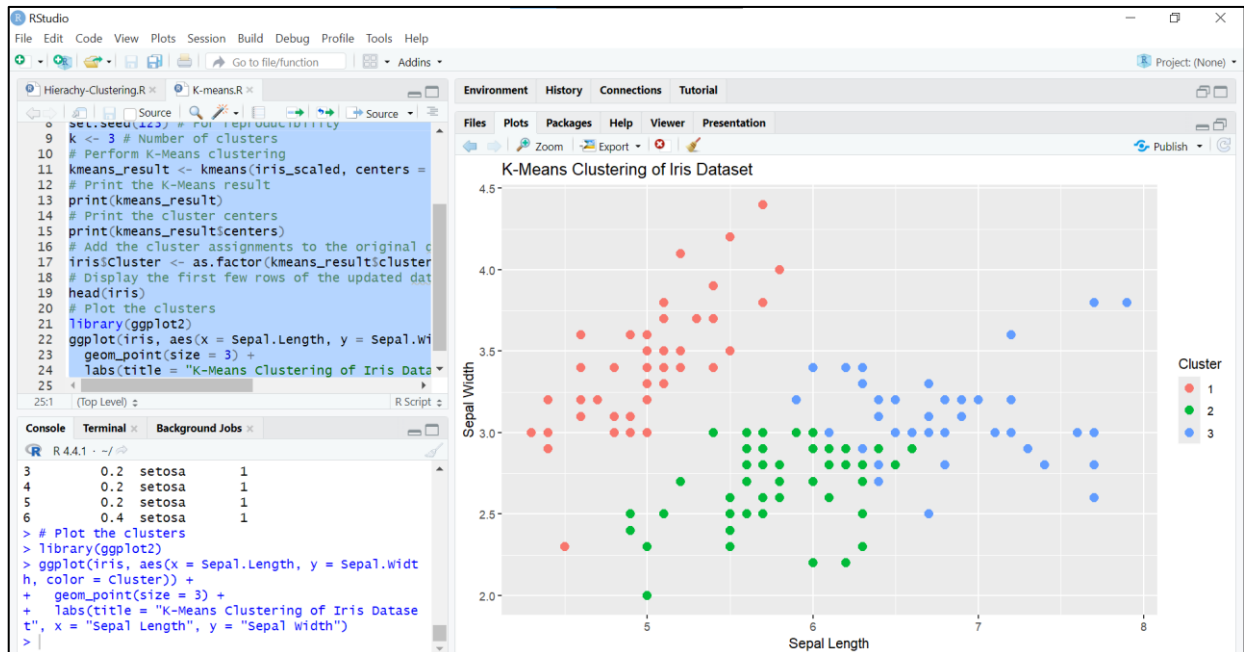 RStudio
File Edit Code View Plots Session Build Debug Profile Tools Help
Go to file/function Addins Project: (None)
Hierachy-Clustering.R K-means.R
Source Source
8 set.seed(123) # For reproducibility
9 k <- 3 # Number of clusters
10 # Perform K-Means clustering
11 kmeans_result <- kmeans(iris_scaled, centers =
12 # Print the K-Means result
13 print(kmeans_result)
14 # Print the cluster centers
15 print(kmeans_result$centers)
16 # Add the cluster assignments to the original d
17 iris$Cluster <- as.factor(kmeans_result$cluster
18 # Display the first few rows of the updated dat
19 head(iris)
20 # Plot the clusters
21 library(ggplot2)
22 ggplot(iris, aes(x = Sepal.Length, y = Sepal.Wi
23 geom_point(size = 3) +
24 labs(title = "K-Means Clustering of Iris Data
25
25:1 (Top Level) R Script
Console Terminal Background Jobs
R 4.4.1 · ~/
3 0.2 setosa 1
4 0.2 setosa 1
5 0.2 setosa 1
6 0.4 setosa 1
> # Plot the clusters
> library(ggplot2)
> ggplot(iris, aes(x = Sepal.Length, y = Sepal.Widt
h, color = Cluster)) +
+ geom_point(size = 3) +
+ labs(title = "K-Means Clustering of Iris Datase
t", x = "Sepal Length", y = "Sepal Width")
>
Environment History Connections Tutorial
Files Plots Packages Help Viewer Presentation
Zoom Export Publish
K-Means Clustering of Iris Dataset
4.5
4.0
3.5
3.0
2.5
2.0
Sepal Width
5 6 7 8
Sepal Length
Cluster
1
2
3